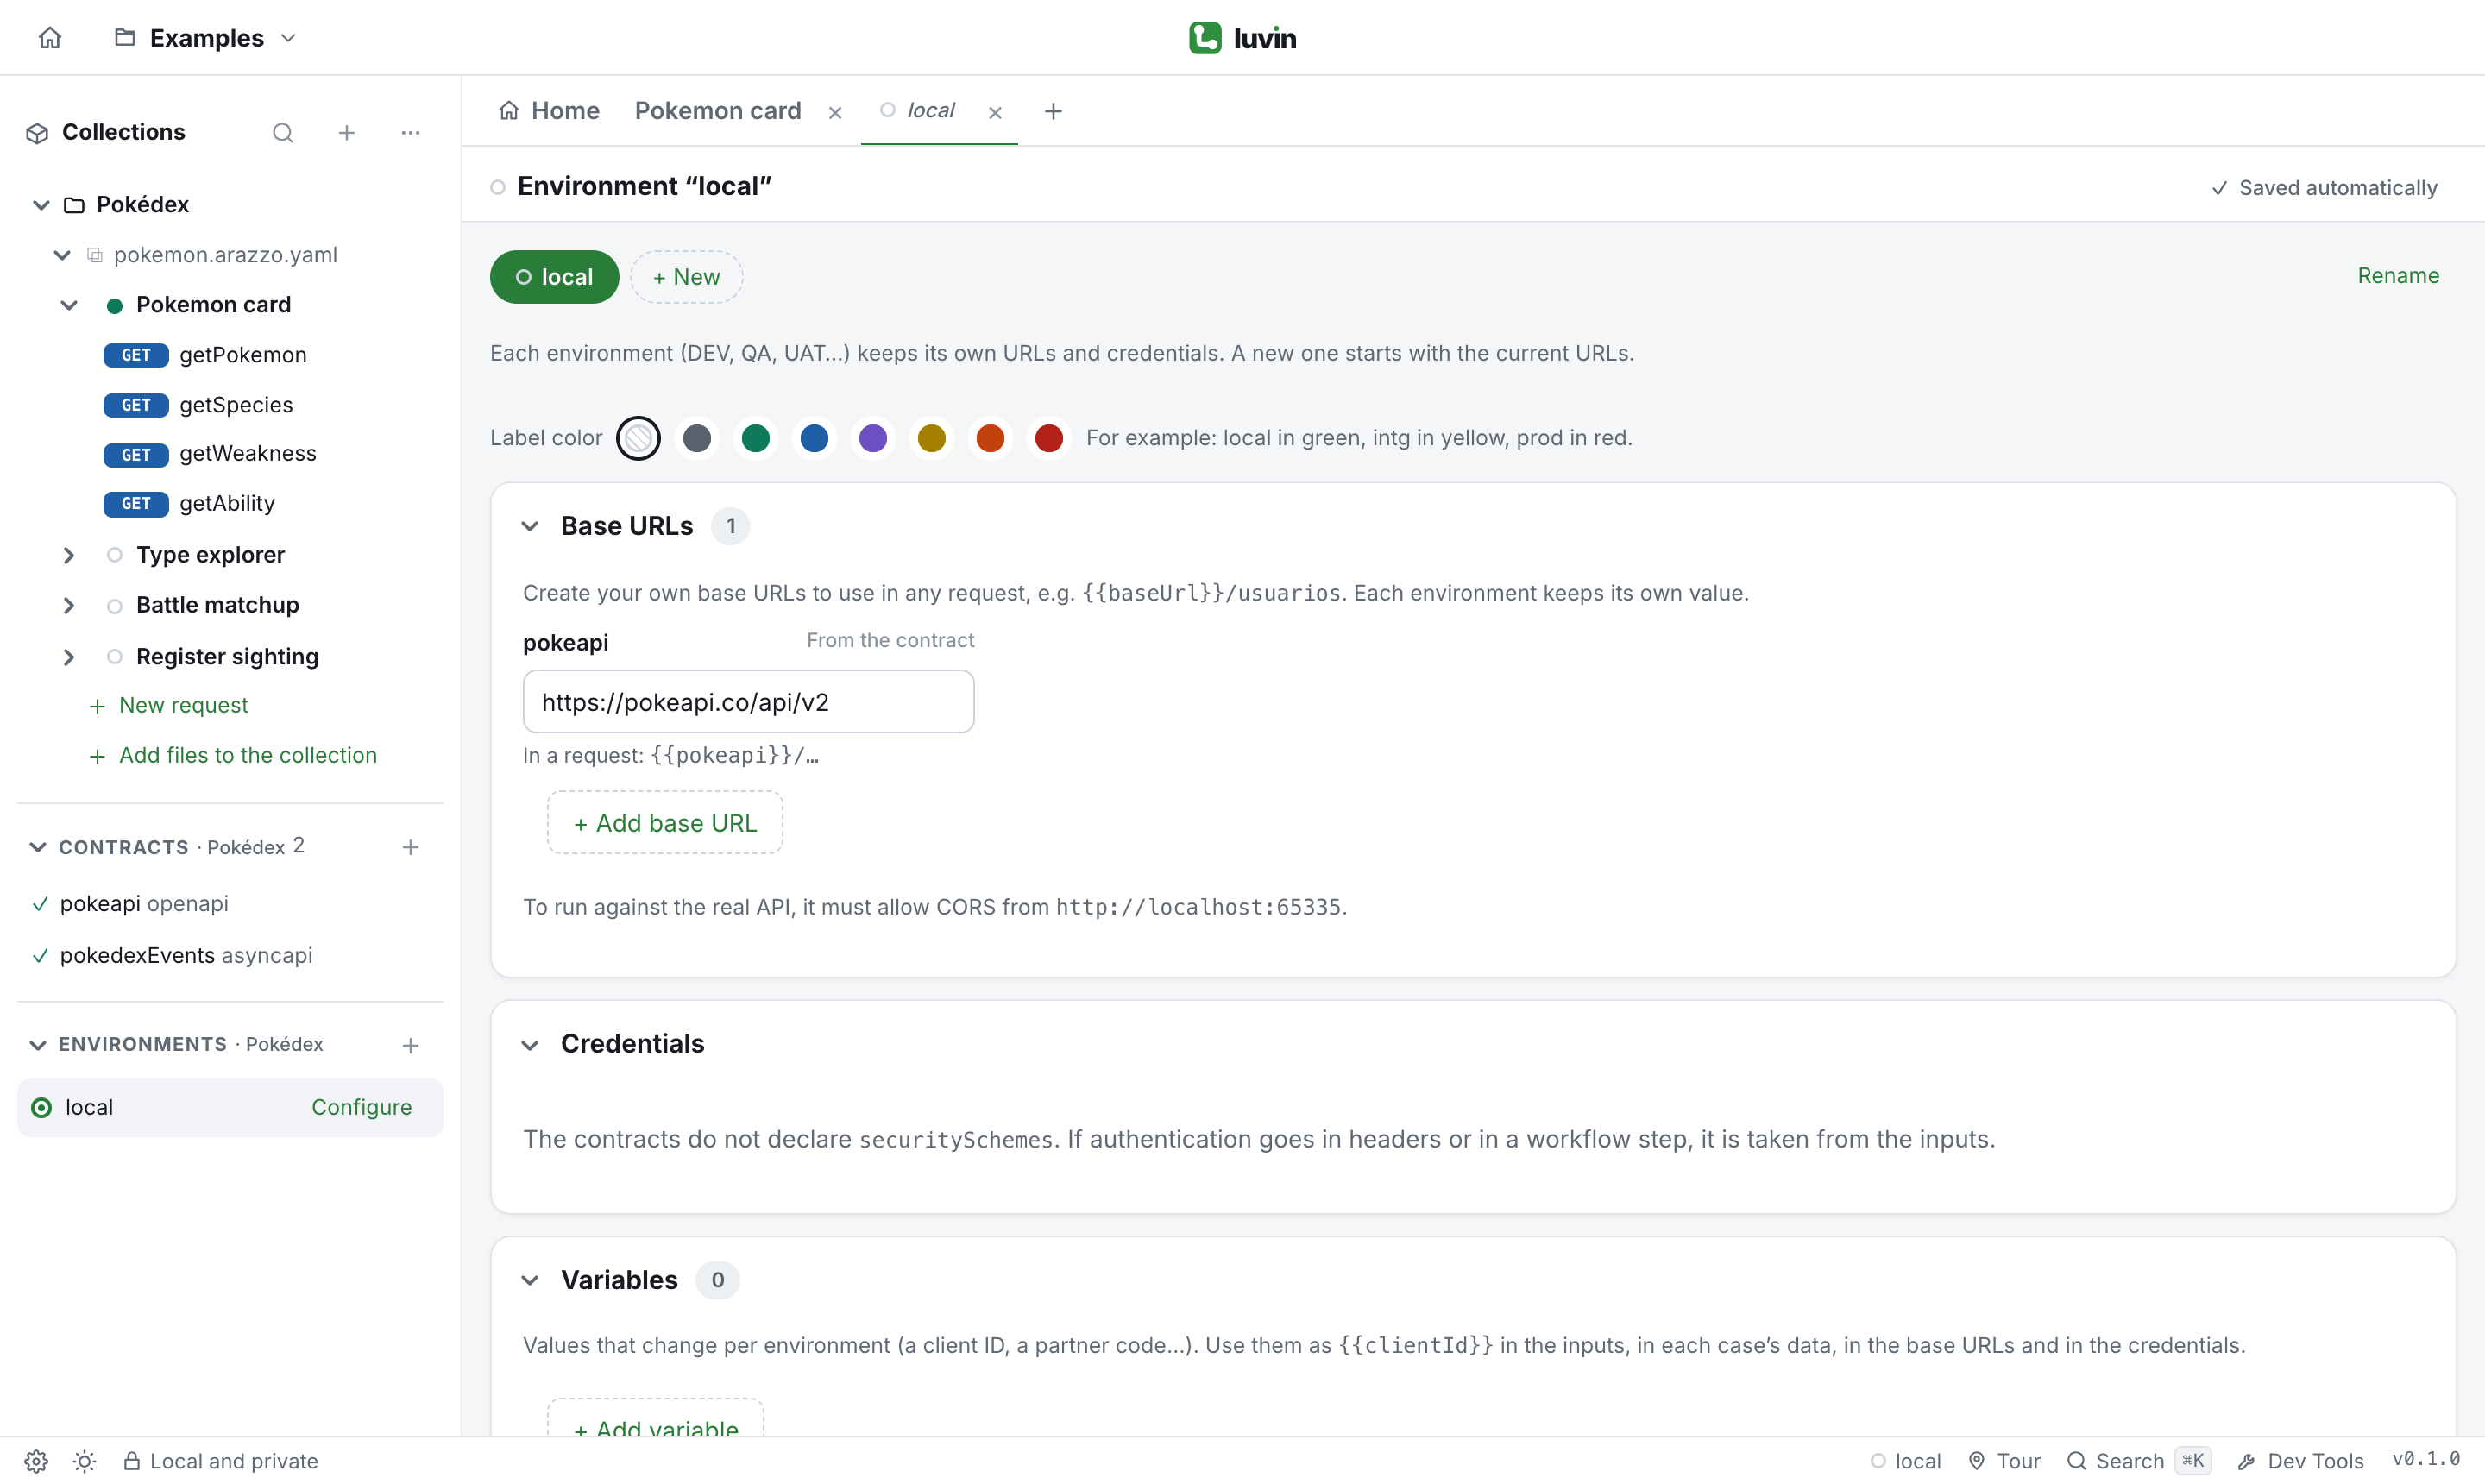 Examples
luvin
Collections
Home
Pokemon card
local
Environment “local”
Saved automatically
Pokédex
pokemon.arazzo.yaml
Pokemon card
GET getPokemon
GET getSpecies
GET getWeakness
GET getAbility
Type explorer
Battle matchup
Register sighting
+ New request
+ Add files to the collection
CONTRACTS · Pokédex 2
pokeapi openapi
pokedexEvents asyncapi
ENVIRONMENTS · Pokédex
local Configure
local
+ New
Rename
Each environment (DEV, QA, UAT...) keeps its own URLs and credentials. A new one starts with the current URLs.
Label color
For example: local in green, intg in yellow, prod in red.
Base URLs 1
Create your own base URLs to use in any request, e.g. {{baseUrl}}/usuarios. Each environment keeps its own value.
pokeapi From the contract
https://pokeapi.co/api/v2
In a request: {{pokeapi}}/…
+ Add base URL
To run against the real API, it must allow CORS from http://localhost:65335.
Credentials
The contracts do not declare securitySchemes. If authentication goes in headers or in a workflow step, it is taken from the inputs.
Variables 0
Values that change per environment (a client ID, a partner code...). Use them as {{clientId}} in the inputs, in each case’s data, in the base URLs and in the credentials.
+ Add variable
Local and private
local
Tour
Search ⌘K
Dev Tools
v0.1.0